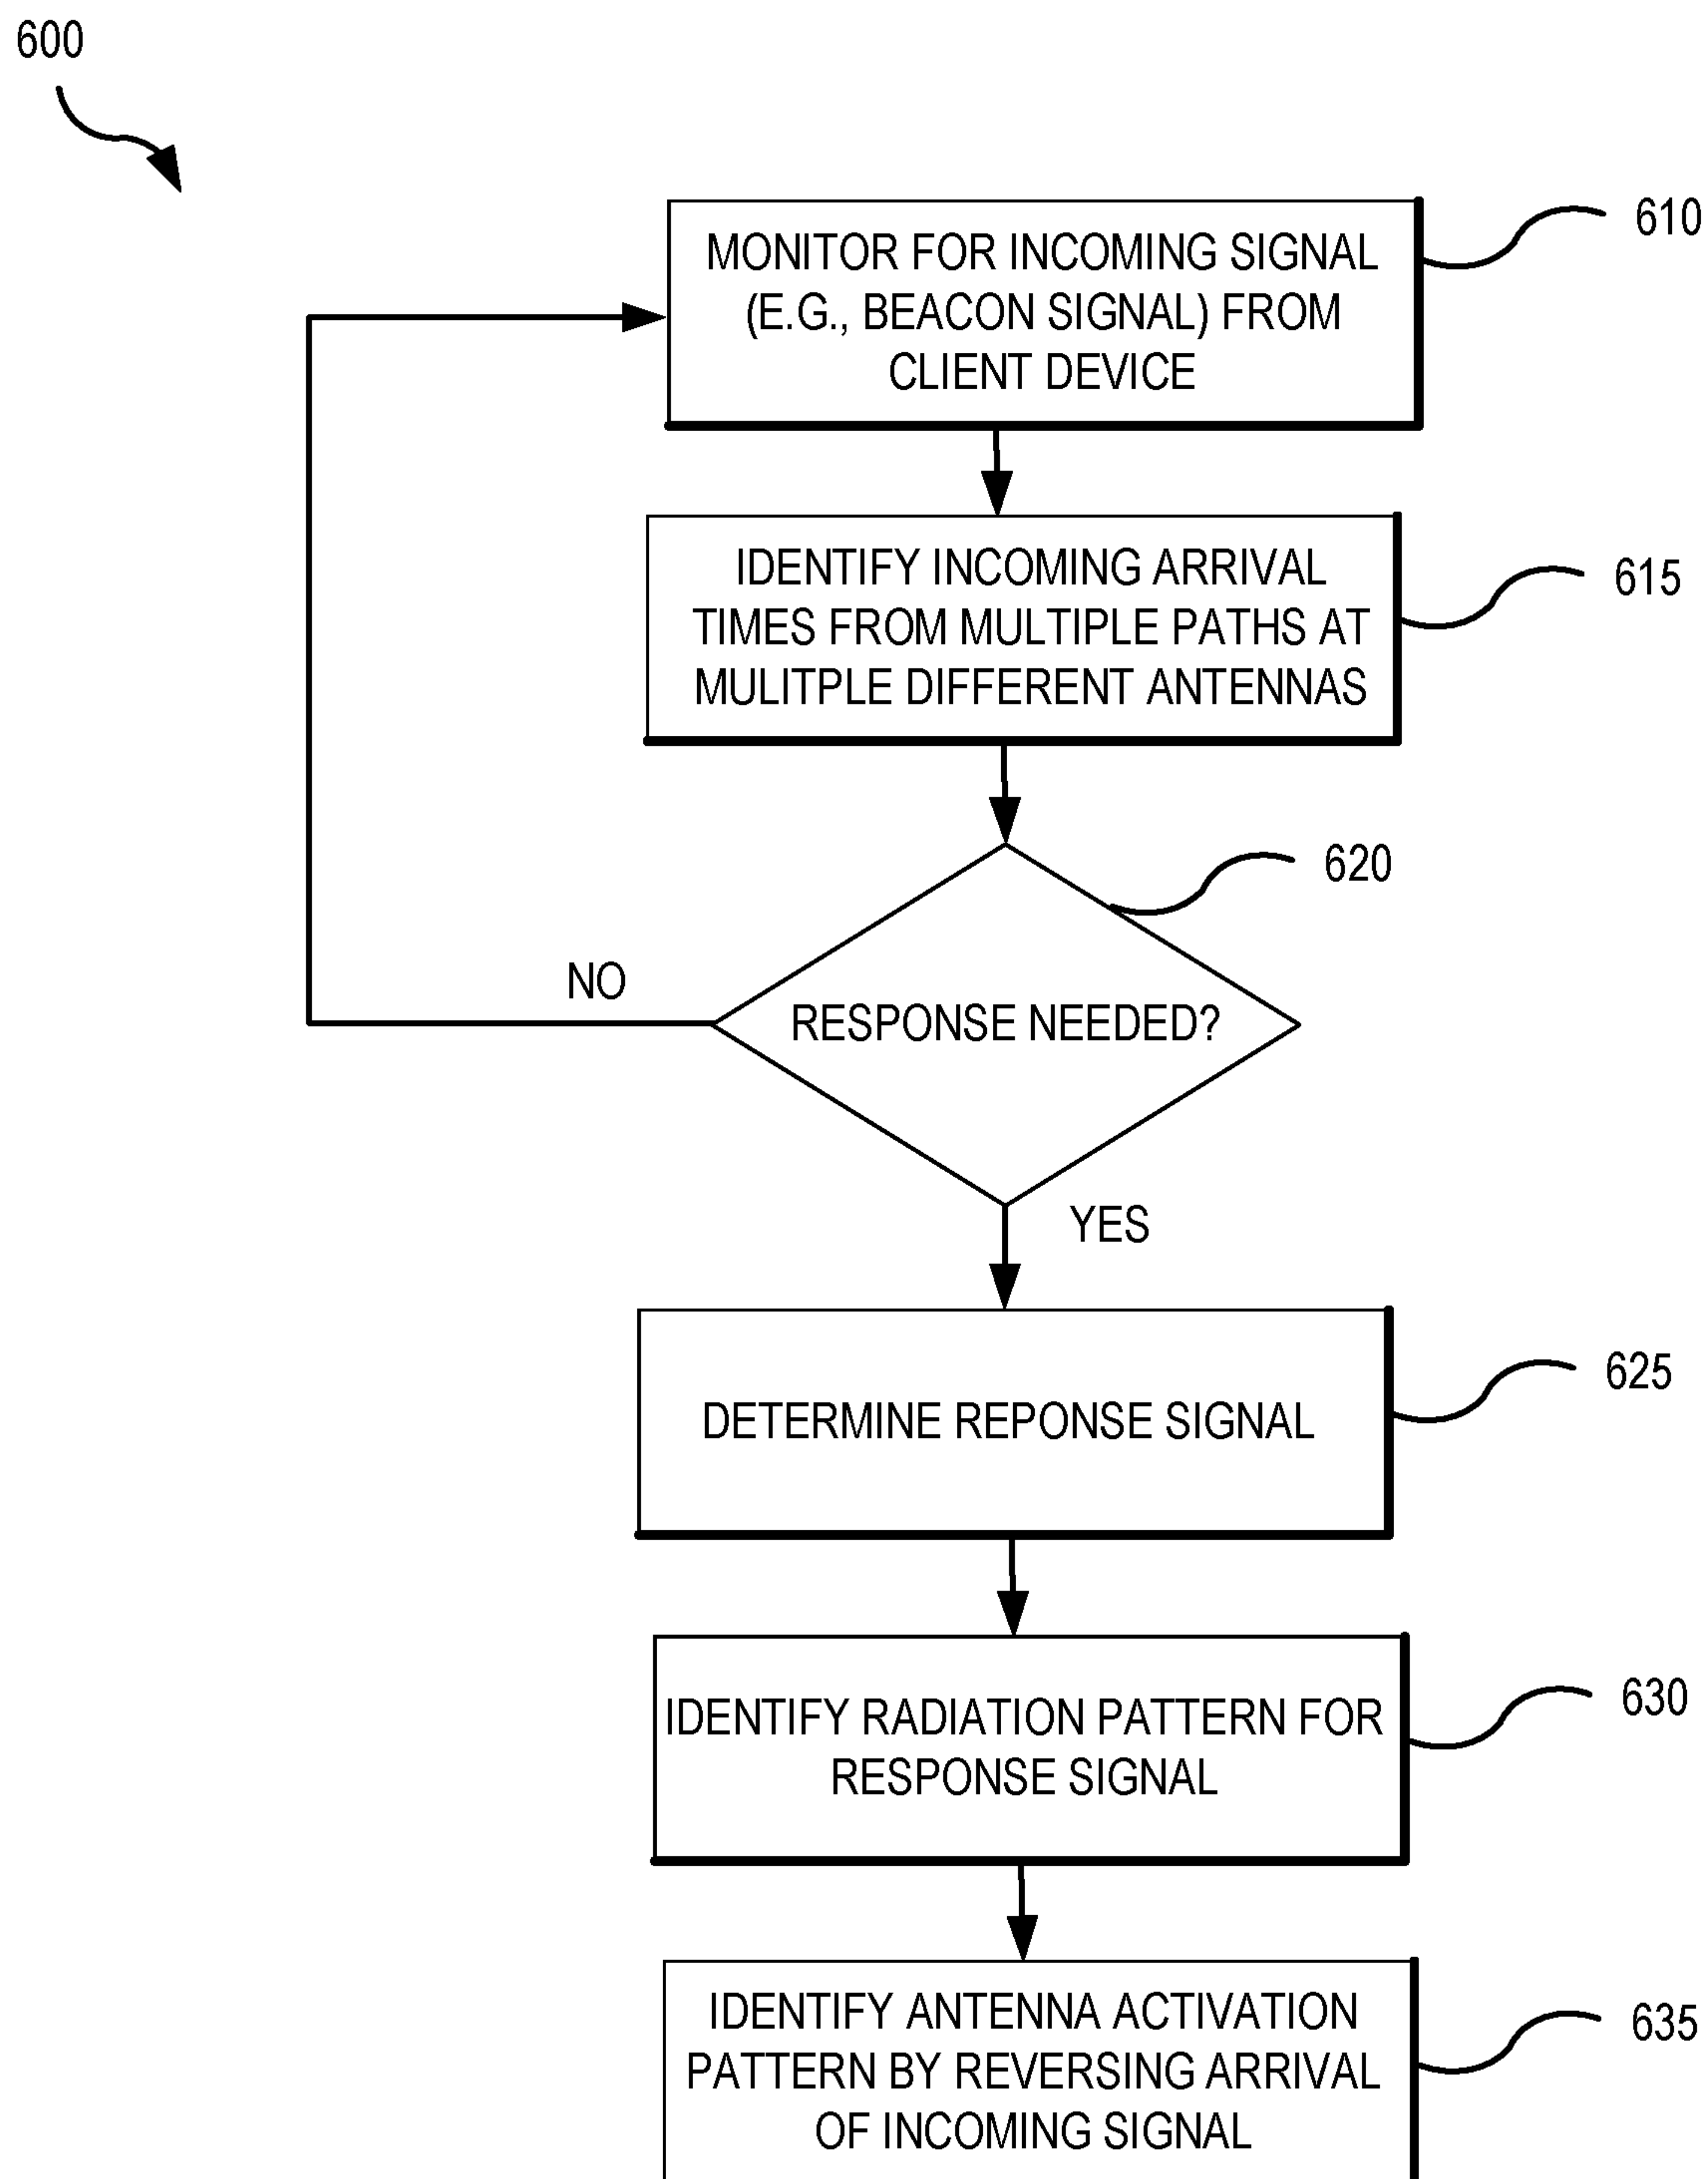 600
MONITOR FOR INCOMING SIGNAL
(E.G., BEACON SIGNAL) FROM
CLIENT DEVICE
610
IDENTIFY INCOMING ARRIVAL
TIMES FROM MULTIPLE PATHS AT
MULITPLE DIFFERENT ANTENNAS
615
620
NO
RESPONSE NEEDED?
YES
DETERMINE REPONSE SIGNAL
625
IDENTIFY RADIATION PATTERN FOR
RESPONSE SIGNAL
630
IDENTIFY ANTENNA ACTIVATION
PATTERN BY REVERSING ARRIVAL
OF INCOMING SIGNAL
635